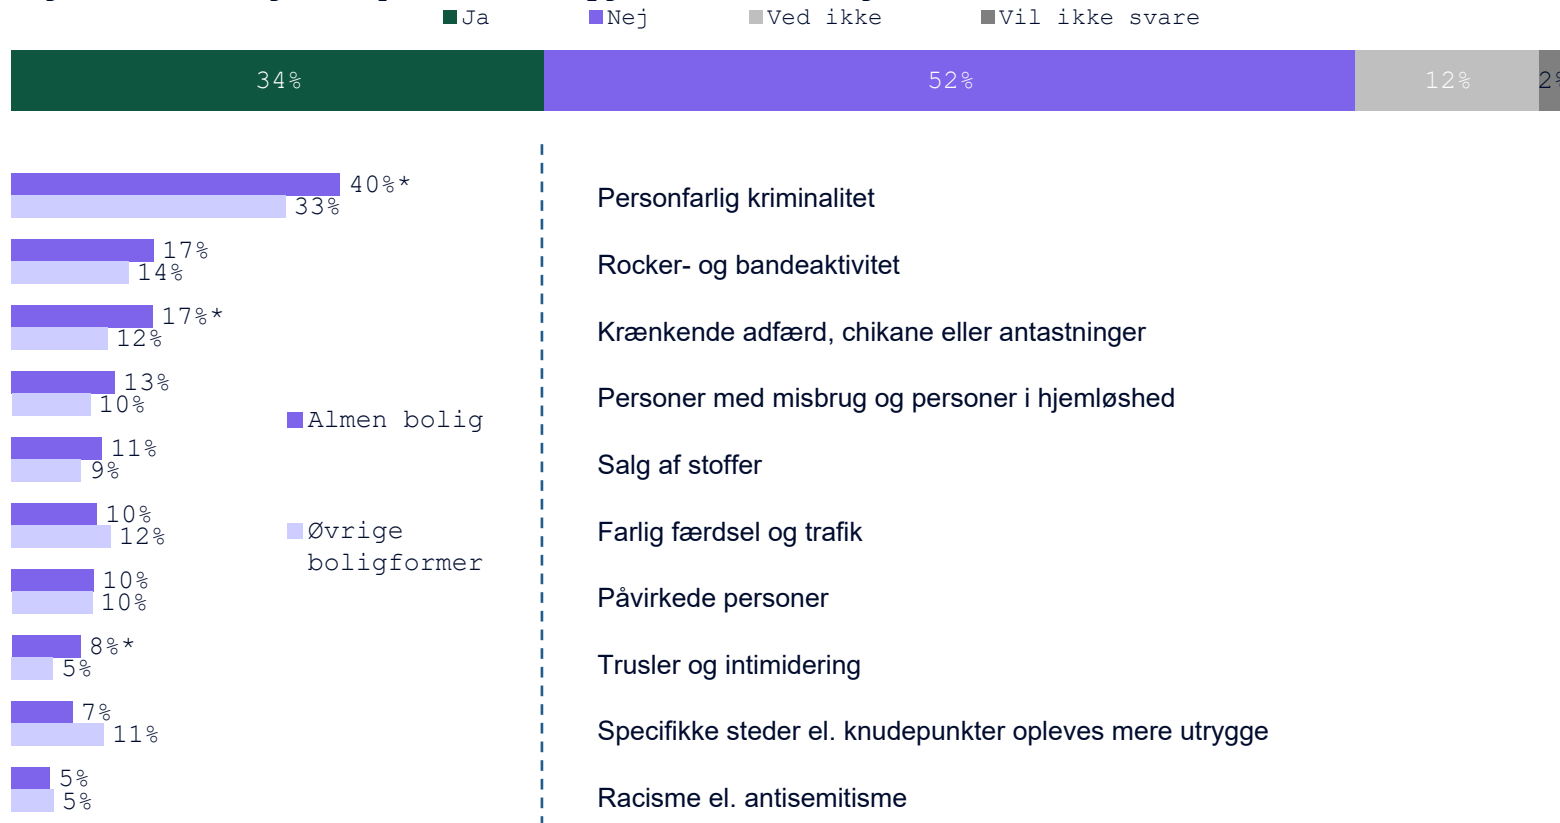 Ja Nej Ved ikke Vil ikke svare
34% 52% 12% 2%
40%* Personfarlig kriminalitet
33%
17% Rocker- og bandeaktivitet
14%
17%* Krænkende adfærd, chikane eller antastninger
12%
13% Personer med misbrug og personer i hjemløshed
10%
Almen bolig
11% Salg af stoffer
9%
10% Farlig færdsel og trafik
12%
Øvrige
boligformer
10% Påvirkede personer
10%
8%* Trusler og intimidering
5%
7% Specifikke steder el. knudepunkter opleves mere utrygge
11%
5% Racisme el. antisemitisme
5%